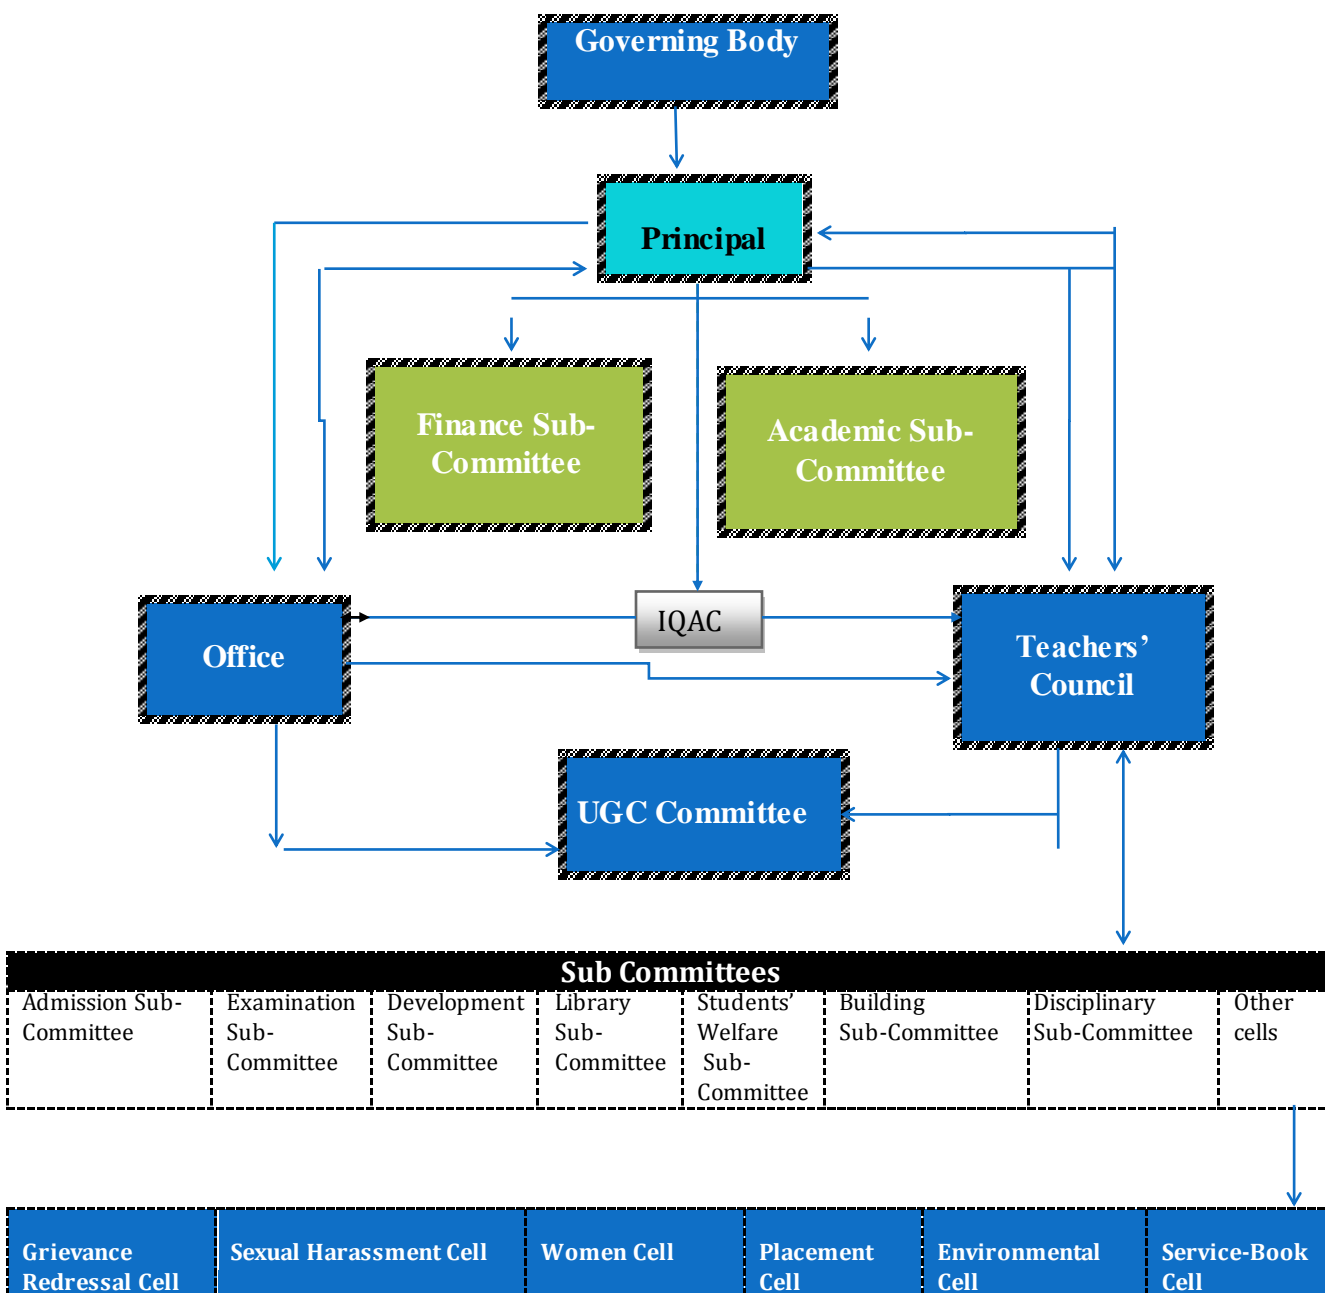 Governing Body
Principal
Finance Sub-
Committee
Academic Sub-
Committee
IQAC
Office
Teachers’
Council
UGC Committee
Sub Committees
Admission Sub-
Committee
Examination
Sub-
Committee
Development
Sub-
Committee
Library
Sub-
Committee
Students’
Welfare
Sub-
Committee
Building
Sub-Committee
Disciplinary
Sub-Committee
Other
cells
Grievance
Redressal Cell
Sexual Harassment Cell
Women Cell
Placement
Cell
Environmental
Cell
Service-Book
Cell